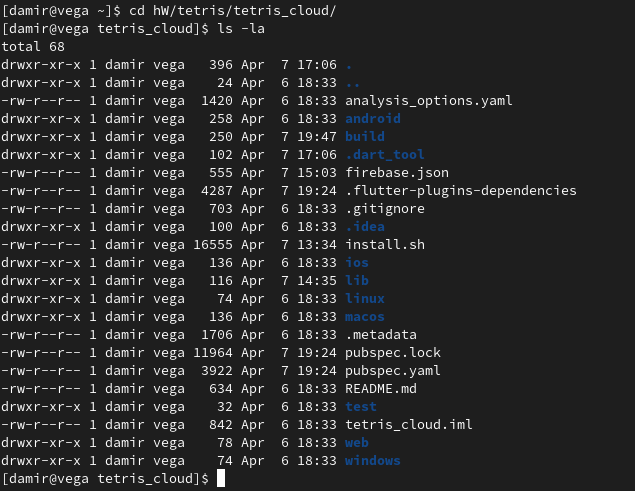 [damir@vega ~]$ cd hW/tetris/tetris_cloud/
[damir@vega tetris_cloud]$ ls -la
total 68
drwxr-xr-x 1 damir vega   396 Apr  7 17:06 .
drwxr-xr-x 1 damir vega    24 Apr  6 18:33 ..
-rw-r--r-- 1 damir vega  1420 Apr  6 18:33 analysis_options.yaml
drwxr-xr-x 1 damir vega   258 Apr  6 18:33 android
drwxr-xr-x 1 damir vega   250 Apr  7 19:47 build
drwxr-xr-x 1 damir vega   102 Apr  7 17:06 .dart_tool
-rw-r--r-- 1 damir vega   555 Apr  7 15:03 firebase.json
-rw-r--r-- 1 damir vega  4287 Apr  7 19:24 .flutter-plugins-dependencies
-rw-r--r-- 1 damir vega   703 Apr  6 18:33 .gitignore
drwxr-xr-x 1 damir vega   100 Apr  6 18:33 .idea
-rw-r--r-- 1 damir vega 16555 Apr  7 13:34 install.sh
drwxr-xr-x 1 damir vega   136 Apr  6 18:33 ios
drwxr-xr-x 1 damir vega   116 Apr  7 14:35 lib
drwxr-xr-x 1 damir vega    74 Apr  6 18:33 linux
drwxr-xr-x 1 damir vega   136 Apr  6 18:33 macos
-rw-r--r-- 1 damir vega  1706 Apr  6 18:33 .metadata
-rw-r--r-- 1 damir vega 11964 Apr  7 19:24 pubspec.lock
-rw-r--r-- 1 damir vega  3922 Apr  7 19:24 pubspec.yaml
-rw-r--r-- 1 damir vega   634 Apr  6 18:33 README.md
drwxr-xr-x 1 damir vega    32 Apr  6 18:33 test
-rw-r--r-- 1 damir vega   842 Apr  6 18:33 tetris_cloud.iml
drwxr-xr-x 1 damir vega    78 Apr  6 18:33 web
drwxr-xr-x 1 damir vega    74 Apr  6 18:33 windows
[damir@vega tetris_cloud]$